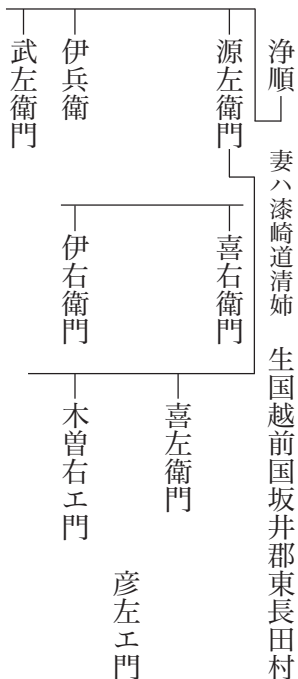 浄順　妻ハ漆崎道清姉　生国越前国坂井郡東長田村
源左衛門
伊兵衛
武左衛門
喜右衛門
伊右衛門
喜左衛門
木曽右エ門
彦左エ門